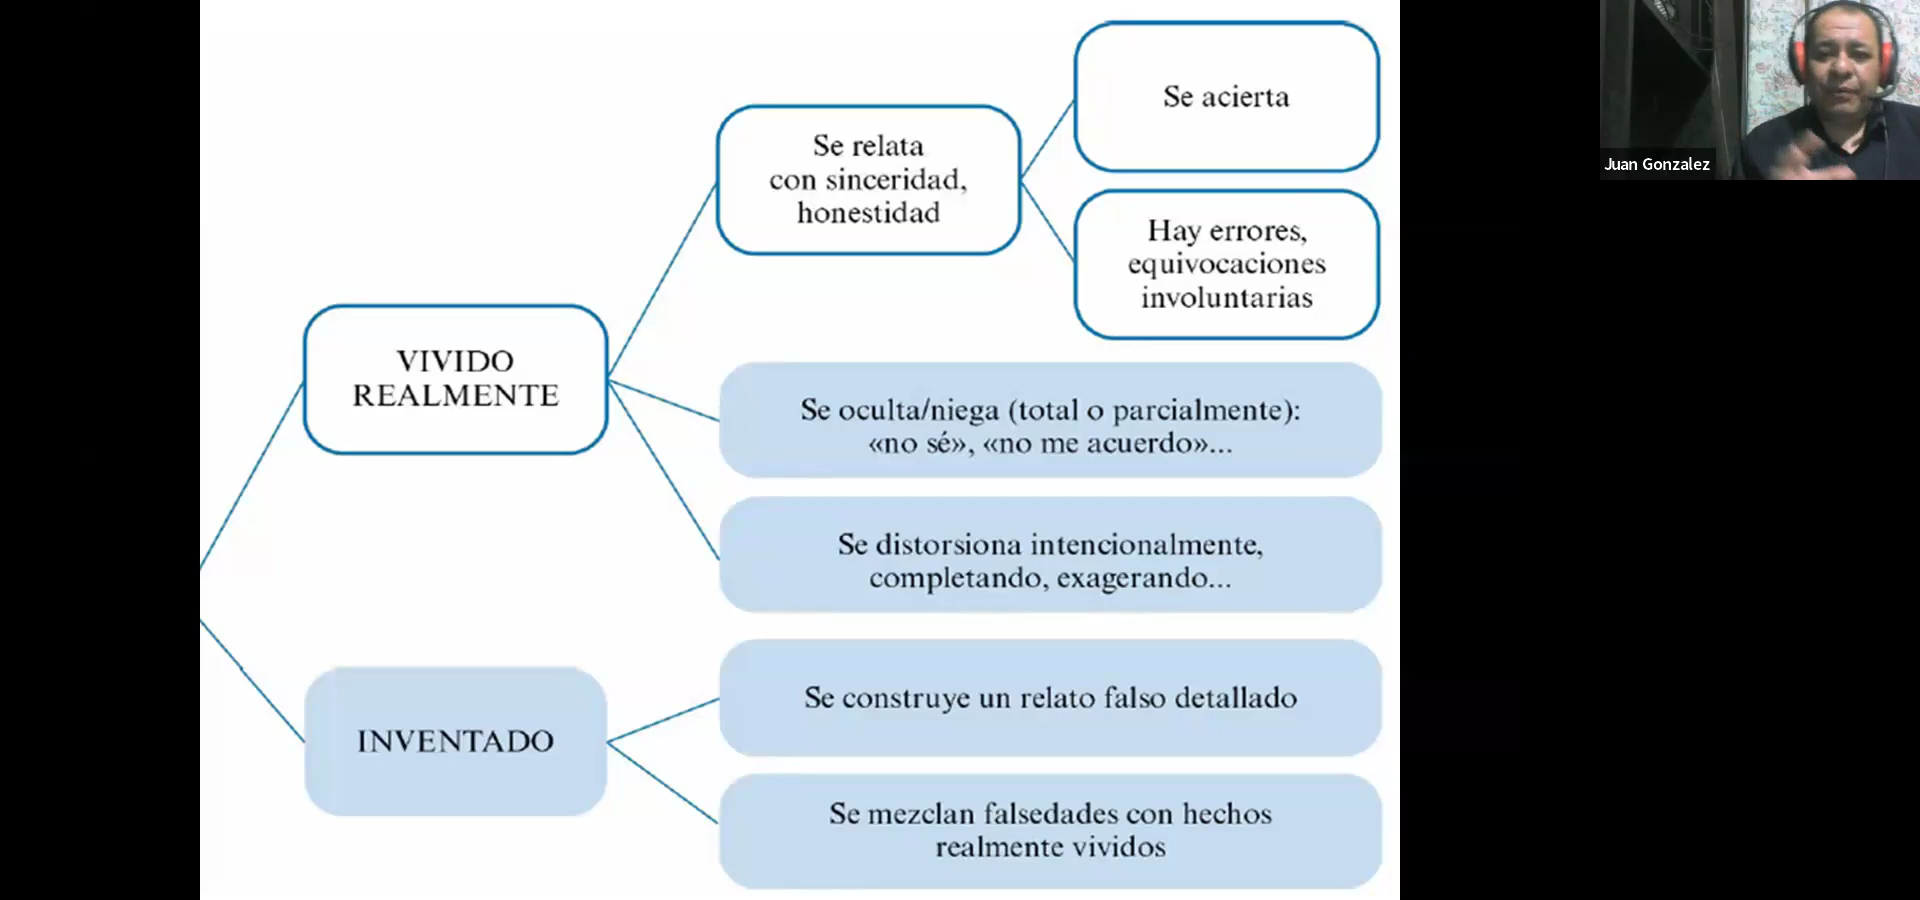 Se acierta
Se relata
con sinceridad,
honestidad
Hay errores,
equivocaciones
involuntarias
VIVIDO
REALMENTE
Se oculta/niega (total o parcialmente):
«no sé», «no me acuerdo»...
Se distorsiona intencionalmente,
completando, exagerando...
INVENTADO
Se construye un relato falso detallado
Se mezclan falsedades con hechos
realmente vividos
Juan Gonzalez